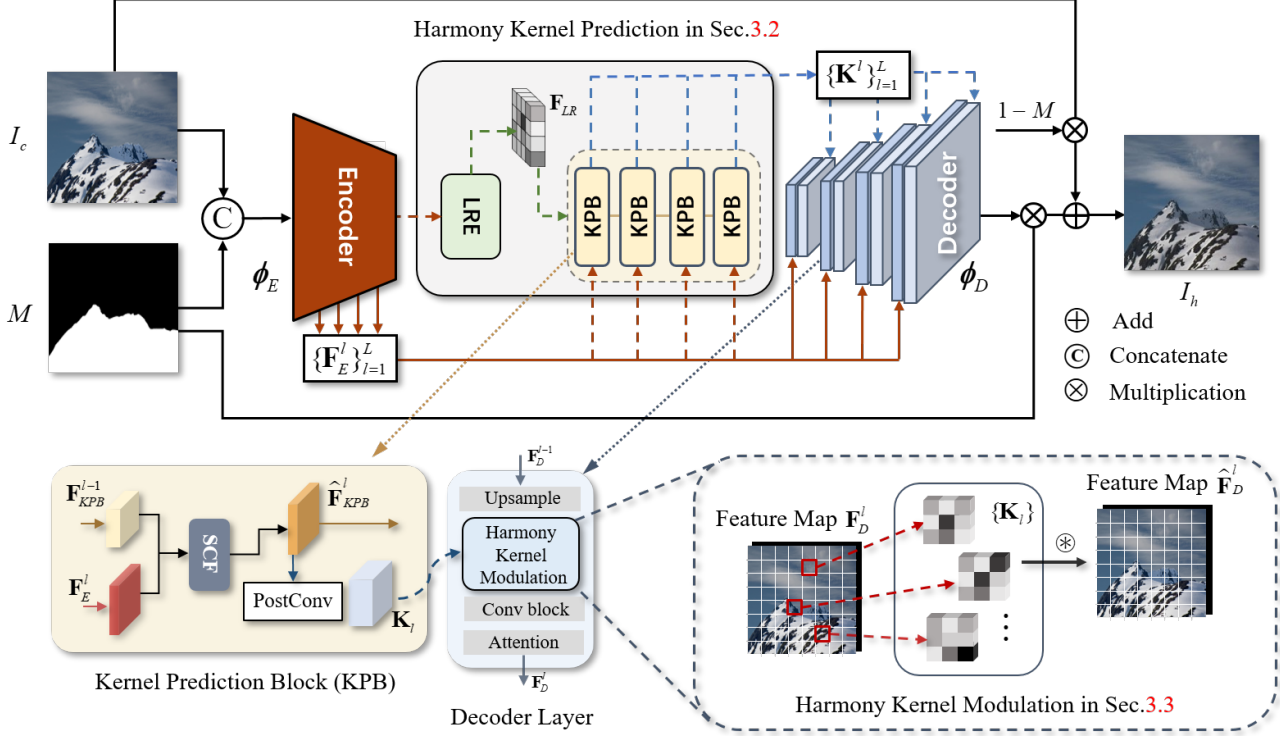 Harmony Kernel Prediction in Sec.3.2
I_c
M
C
ϕ_E
Encoder
{F_E^l}_{l=1}^L
LRE
F_LR
KPB
KPB
KPB
KPB
{K^l}_{l=1}^L
Decoder
ϕ_D
1 − M
I_h
⊕ Add
© Concatenate
⊗ Multiplication
F_KPB^{l-1}
F_E^l
SCF
F̂_KPB^l
PostConv
K_l
Kernel Prediction Block (KPB)
F_D^{l-1}
Upsample
Harmony
Kernel
Modulation
Conv block
Attention
F_D^l
Decoder Layer
Feature Map F_D^l
{K_l}
⊛
Feature Map F̂_D^l
Harmony Kernel Modulation in Sec.3.3